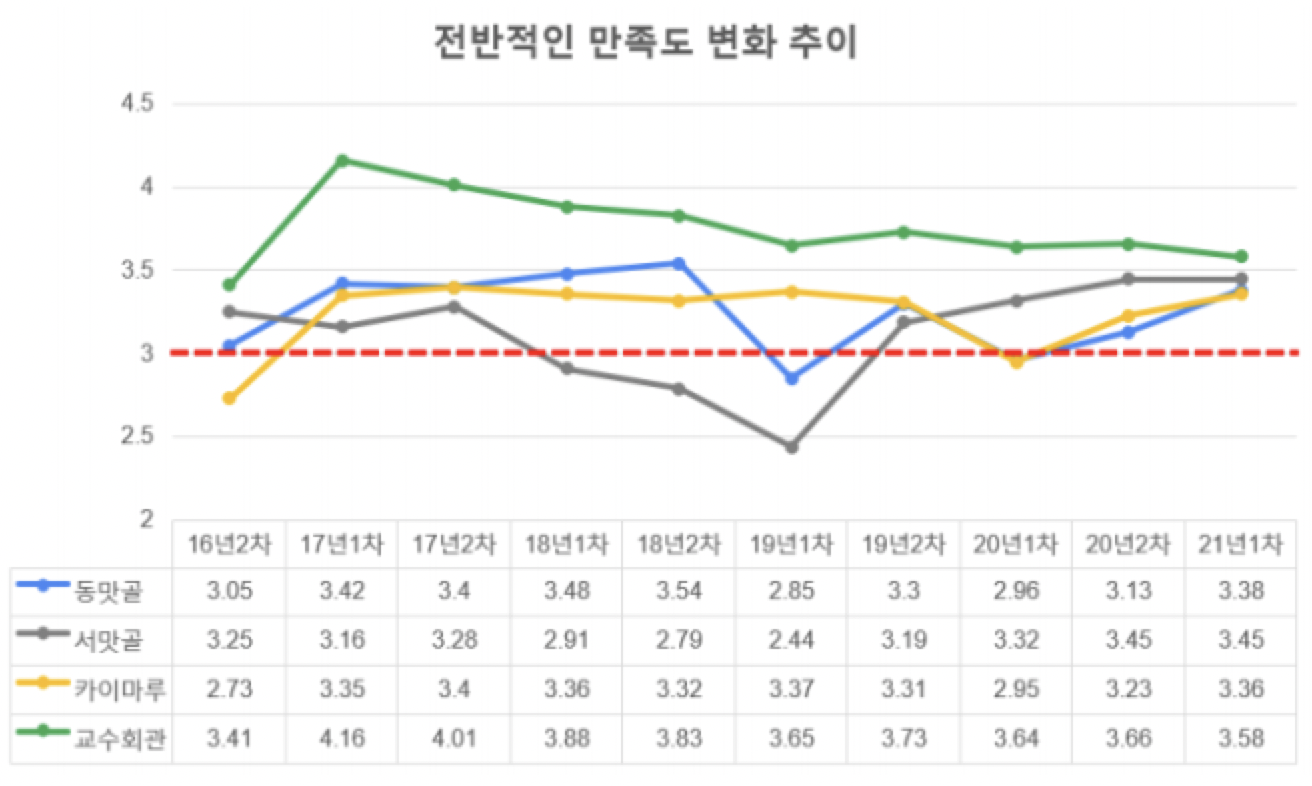 전반적인 만족도 변화 추이
4.5
4
3.5
3
2.5
2
16년2차 17년1차 17년2차 18년1차 18년2차 19년1차 19년2차 20년1차 20년2차 21년1차
동맛골 3.05 3.42 3.4 3.48 3.54 2.85 3.3 2.96 3.13 3.38
서맛골 3.25 3.16 3.28 2.91 2.79 2.44 3.19 3.32 3.45 3.45
카이마루 2.73 3.35 3.4 3.36 3.32 3.37 3.31 2.95 3.23 3.36
교수회관 3.41 4.16 4.01 3.88 3.83 3.65 3.73 3.64 3.66 3.58